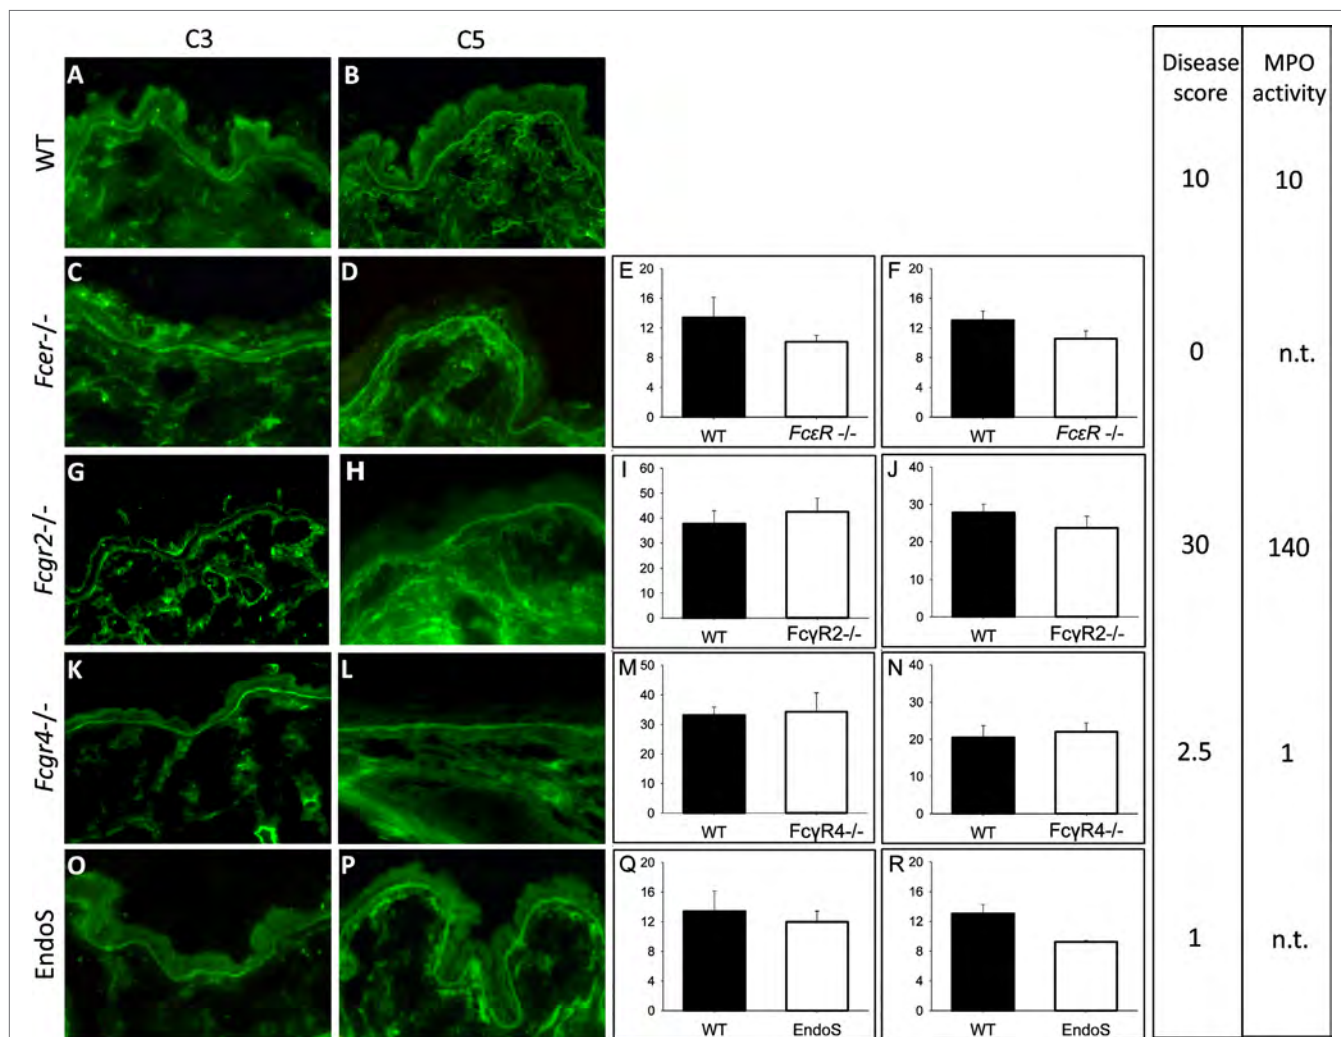 C3 C5
Disease score
MPO activity
WT
A B
10 10
Fcer-/-
C D
E
20
16
12
8
4
0
WT FcεR -/-
F
20
16
12
8
4
0
WT FcεR -/-
0 n.t.
Fcgr2-/-
G H
I
60
50
40
30
20
10
0
WT FcγR2-/-
J
40
30
20
10
0
WT FcγR2-/-
30 140
Fcgr4-/-
K L
M
50
40
30
20
10
0
WT FcγR4-/-
N
40
30
20
10
0
WT FcγR4-/-
2.5 1
EndoS
O P
Q
20
16
12
8
4
0
WT EndoS
R
20
16
12
8
4
0
WT EndoS
1 n.t.